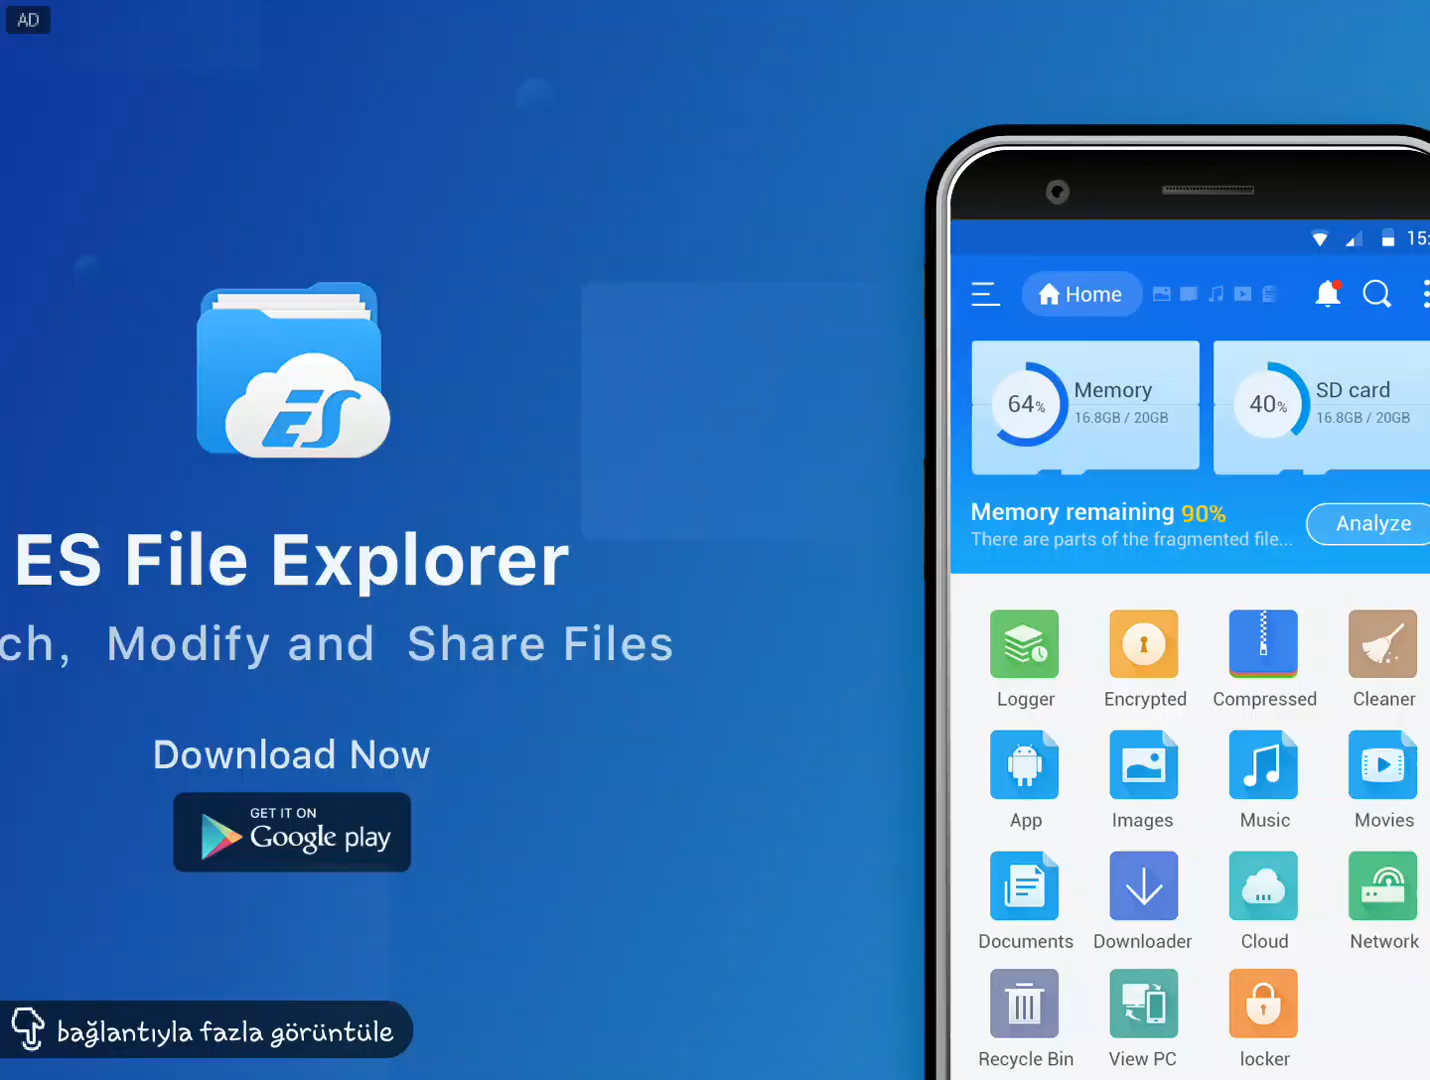 AD
ES
ES File Explorer
ch, Modify and Share Files
Download Now
GET IT ON
Google play
bağlantıyla fazla görüntüle
15:
Home
64%
Memory
16.8GB / 20GB
40%
SD card
16.8GB / 20GB
Memory remaining 90%
There are parts of the fragmented file...
Analyze
Logger
Encrypted
Compressed
Cleaner
App
Images
Music
Movies
Documents
Downloader
Cloud
Network
Recycle Bin
View PC
locker